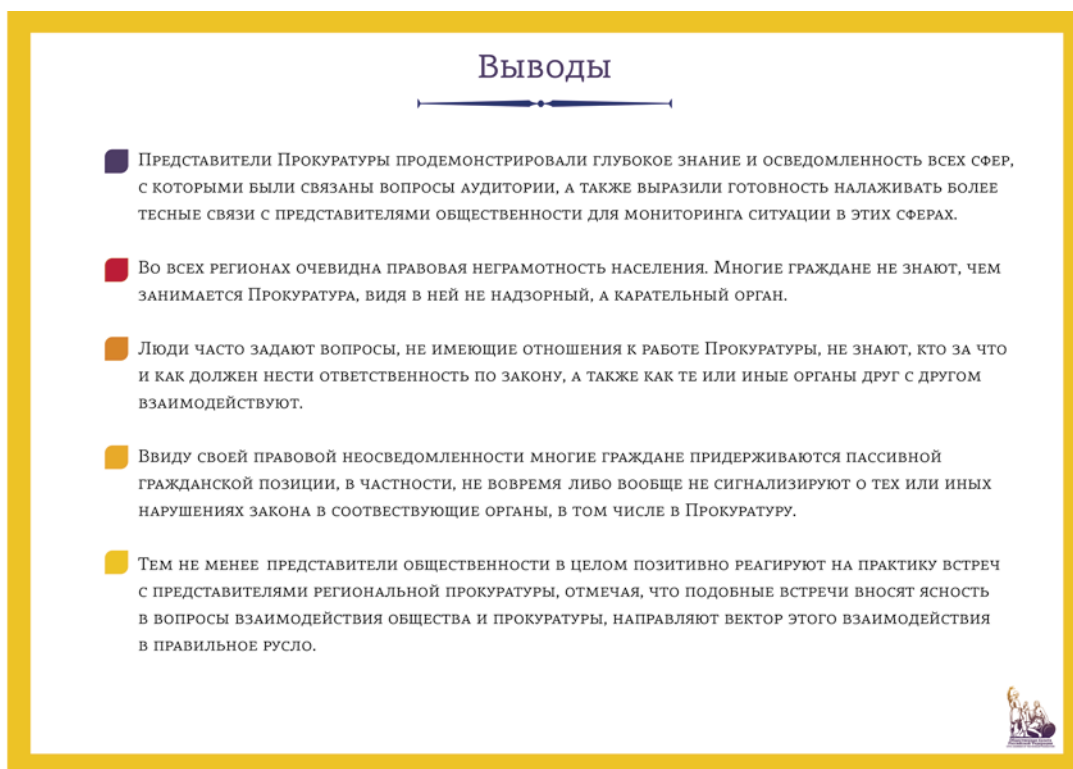 Выводы
Представители Прокуратуры продемонстрировали глубокое знание и осведомленность всех сфер,
с которыми были связаны вопросы аудитории, а также выразили готовность налаживать более
тесные связи с представителями общественности для мониторинга ситуации в этих сферах.
Во всех регионах очевидна правовая неграмотность населения. Многие граждане не знают, чем
занимается Прокуратура, видя в ней не надзорный, а карательный орган.
Люди часто задают вопросы, не имеющие отношения к работе Прокуратуры, не знают, кто за что
и как должен нести ответственность по закону, а также как те или иные органы друг с другом
взаимодействуют.
Ввиду своей правовой неосведомленности многие граждане придерживаются пассивной
гражданской позиции, в частности, не вовремя либо вообще не сигнализируют о тех или иных
нарушениях закона в соотвествующие органы, в том числе в Прокуратуру.
Тем не менее представители общественности в целом позитивно реагируют на практику встреч
с представителями региональной прокуратуры, отмечая, что подобные встречи вносят ясность
в вопросы взаимодействия общества и прокуратуры, направляют вектор этого взаимодействия
в правильное русло.